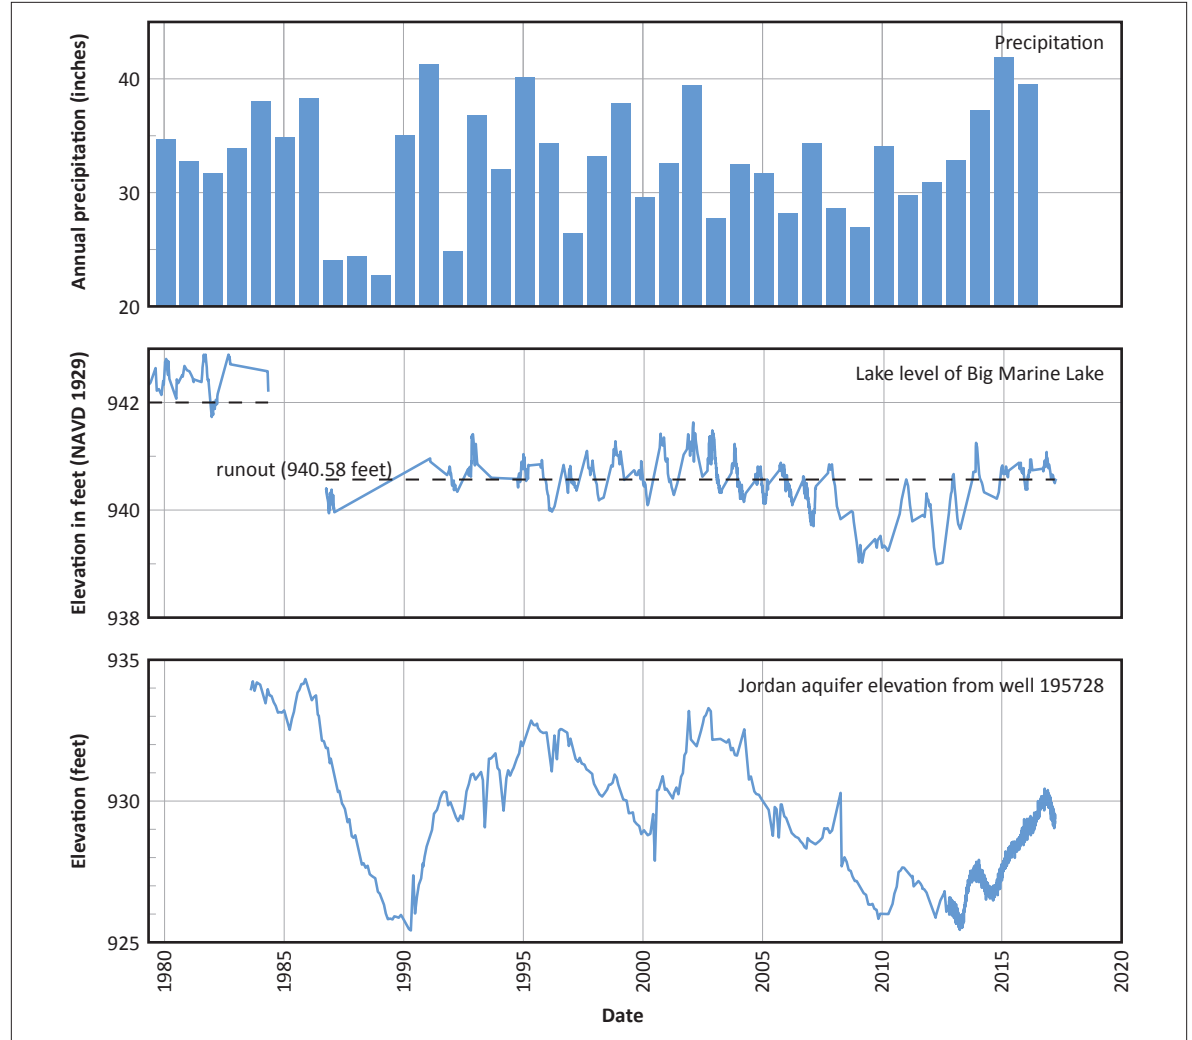 Annual precipitation (inches)
Precipitation
40
30
20
Elevation in feet (NAVD 1929)
Lake level of Big Marine Lake
942
runout (940.58 feet)
940
938
Elevation (feet)
935
Jordan aquifer elevation from well 195728
930
925
1980
1985
1990
1995
2000
2005
2010
2015
2020
Date